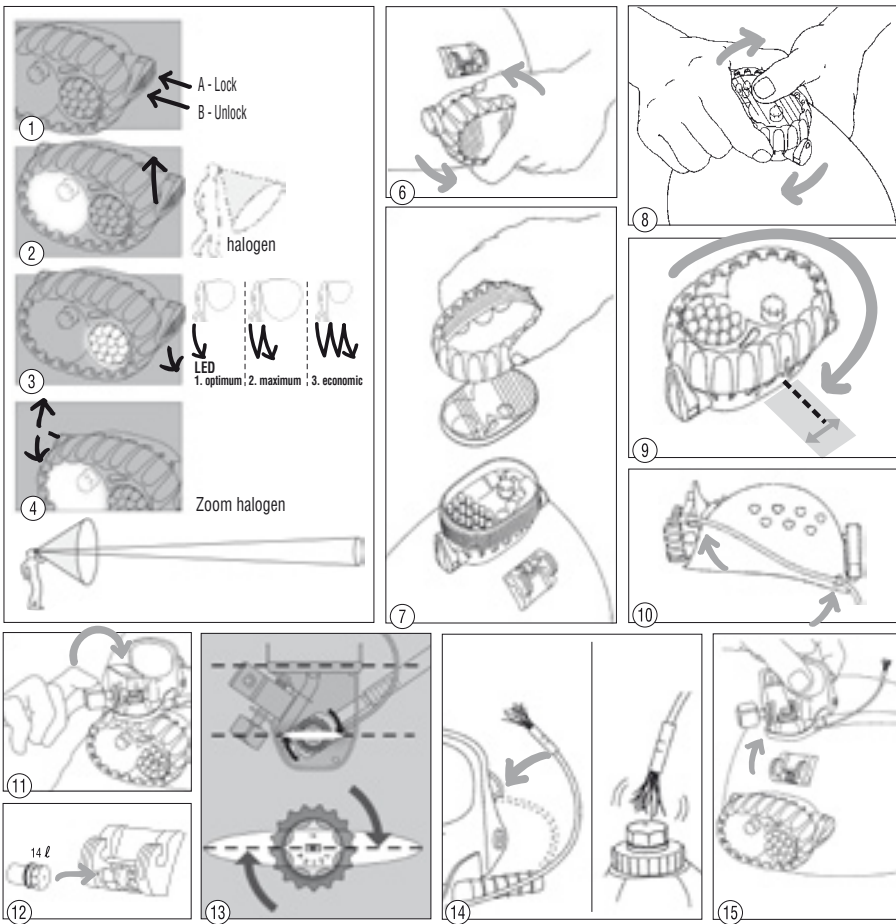 A - Lock
B - Unlock
1
2
halogen
3
LED
1. optimum 2. maximum 3. economic
4
Zoom halogen
6
7
8
9
10
11
12
14 ℓ
13
14
15